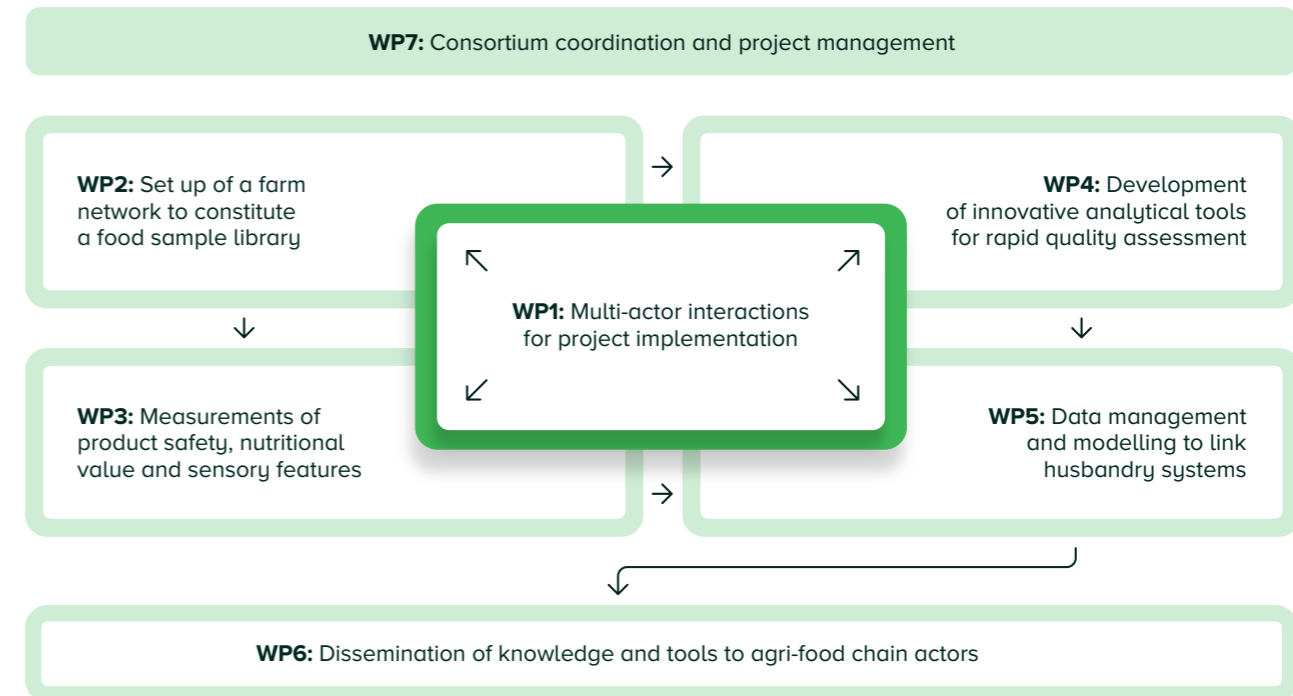 WP7: Consortium coordination and project management
WP2: Set up of a farm
network to constitute
a food sample library
WP4: Development
of innovative analytical tools
for rapid quality assessment
WP1: Multi-actor interactions
for project implementation
WP3: Measurements of
product safety, nutritional
value and sensory features
WP5: Data management
and modelling to link
husbandry systems
WP6: Dissemination of knowledge and tools to agri-food chain actors